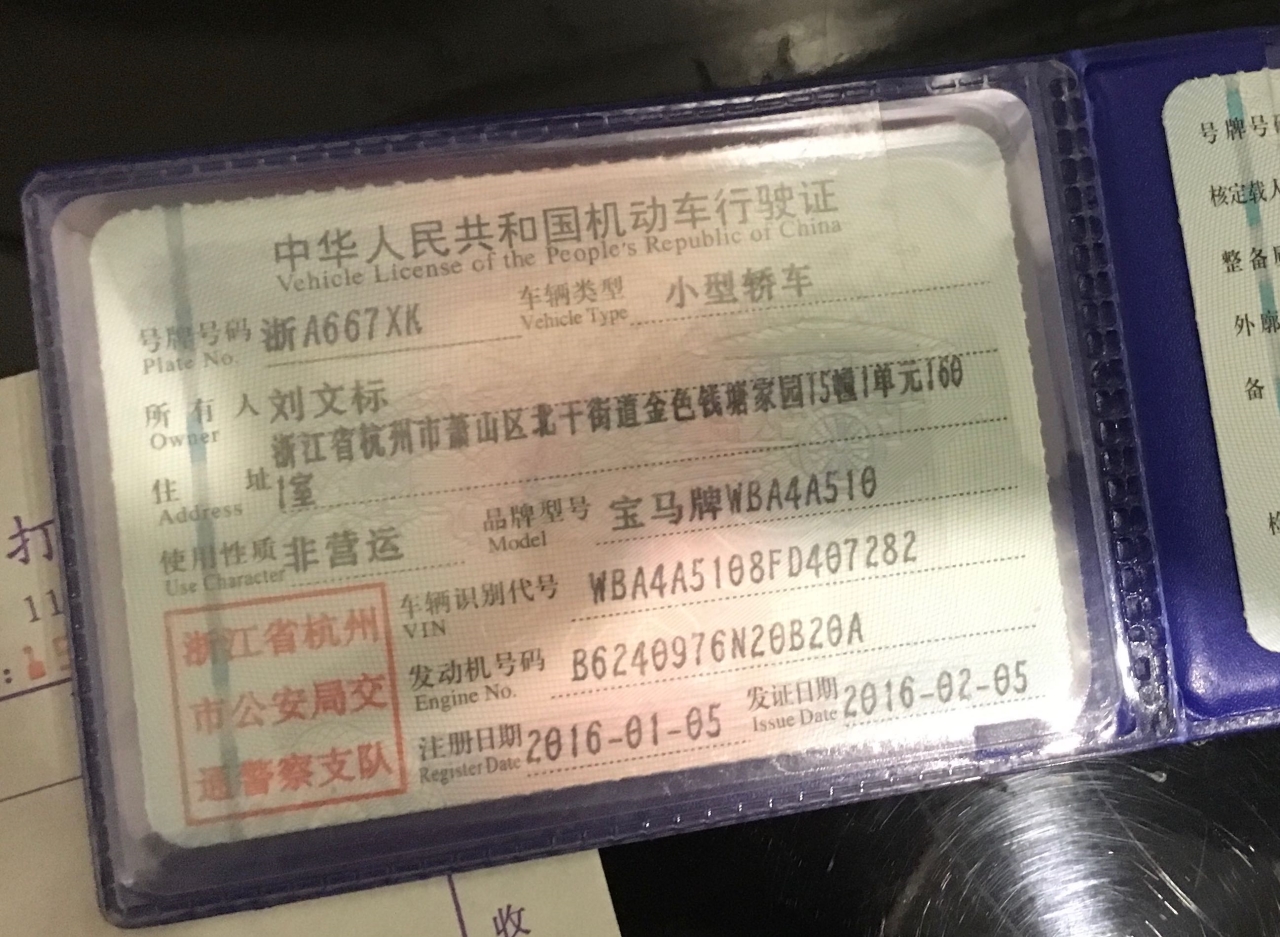 中华人民共和国机动车行驶证
Vehicle License of the People's Republic of China
号牌号码 浙A667XK 车辆类型 小型轿车
Plate No. Vehicle Type
所有人 刘文标
Owner
浙江省杭州市萧山区北干街道金色钱塘家园15幢1单元160
住址 1室
Address
使用性质 非营运 品牌型号 宝马牌WBA4A510
Use Character Model
车辆识别代号 WBA4A5108FD407282
VIN
发动机号码 B6240976N20B20A
Engine No.
注册日期 2016-01-05 发证日期 2016-02-05
Register Date Issue Date
浙江省杭州
市公安局交
通警察支队
号牌号码
核定载人
整备
外廓
备
打
11
收